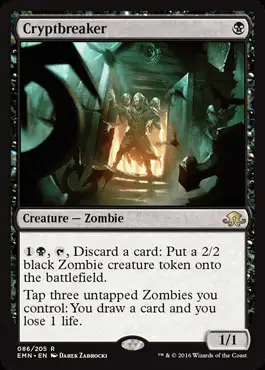 Cryptbreaker
Creature — Zombie
1, Discard a card: Put a 2/2
black Zombie creature token onto
the battlefield.
Tap three untapped Zombies you
control: You draw a card and you
lose 1 life.
1/1
086/205 R
EMN • EN DAREK ZABROCKI
™ & © 2016 Wizards of the Coast